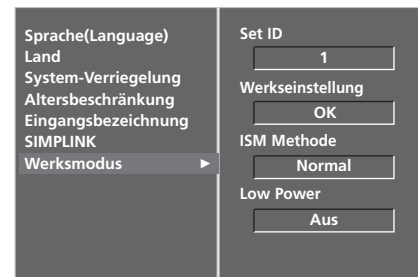 Sprache(Language)
Land
System-Verriegelung
Altersbeschränkung
Eingangsbezeichnung
SIMPLINK
Werksmodus ►
Set ID
1
Werkseinstellung
OK
ISM Methode
Normal
Low Power
Aus